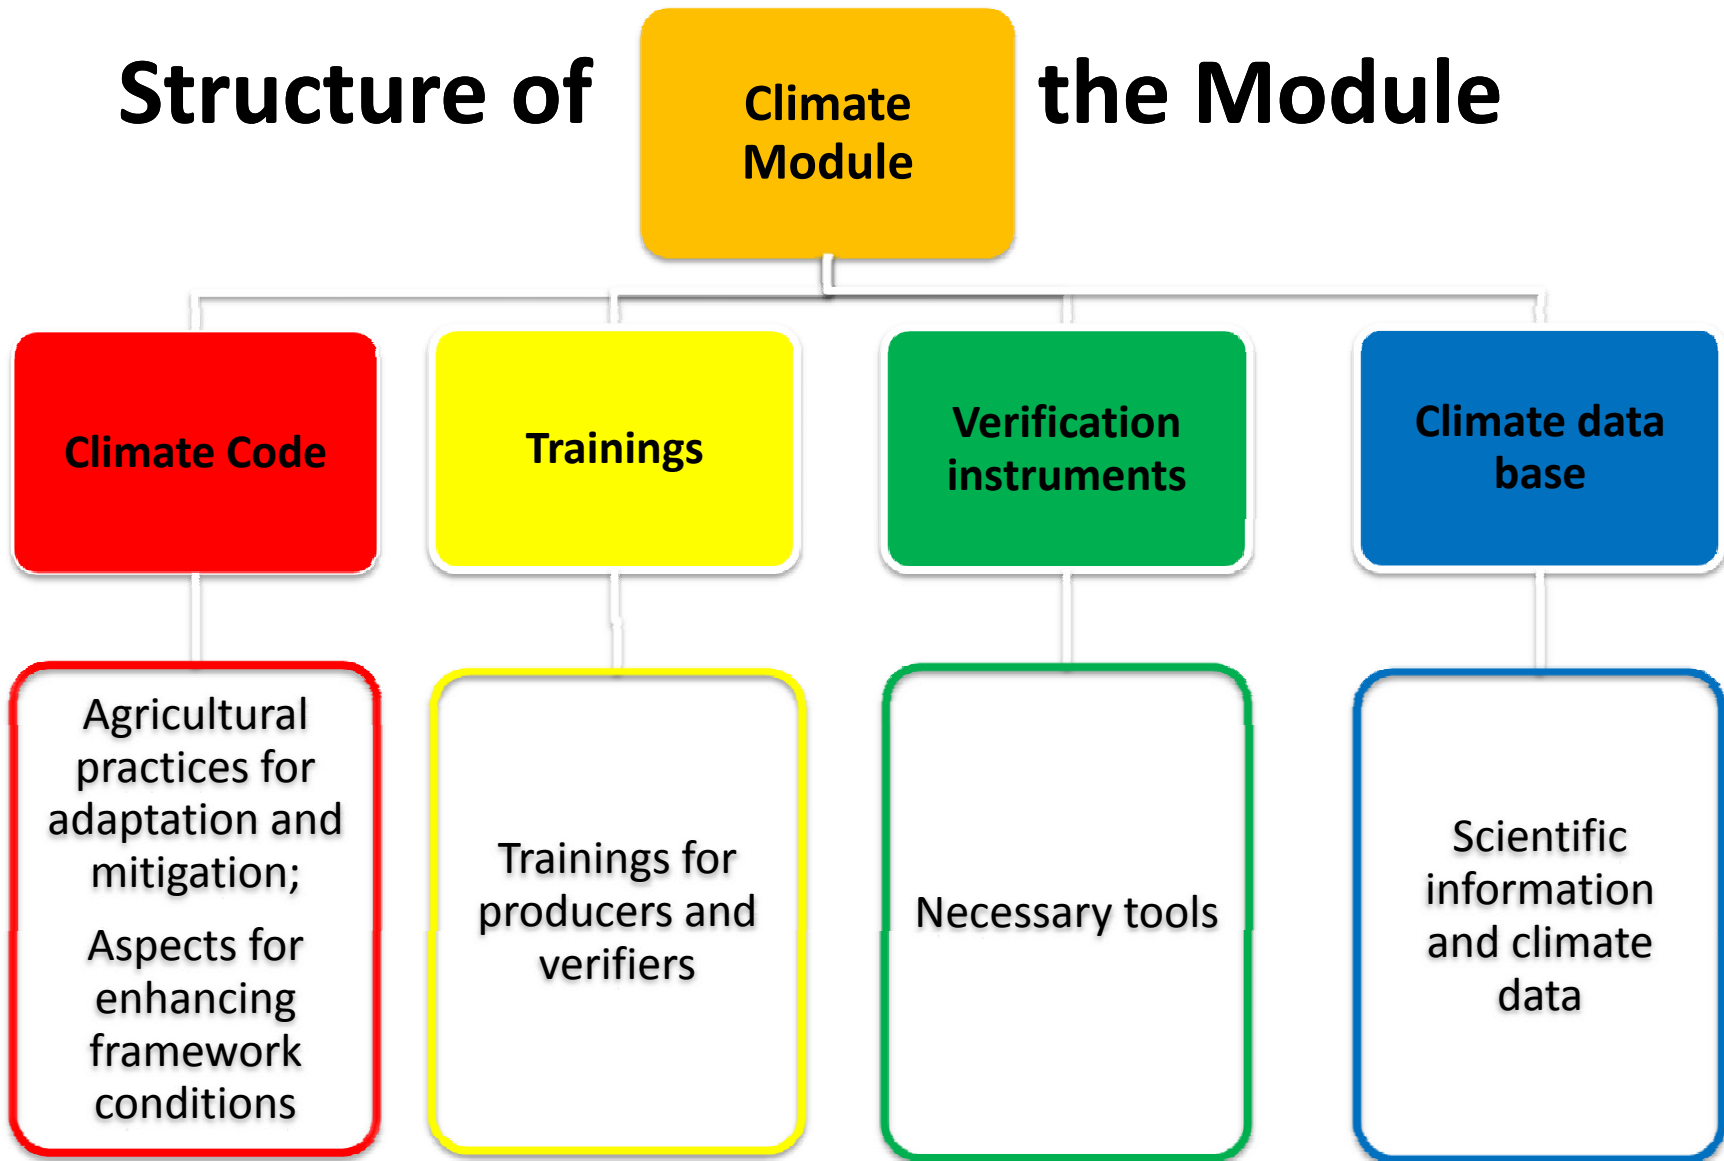 Structure of the Module
Climate
Module
Climate Code
Trainings
Verification
instruments
Climate data
base
Agricultural
practices for
adaptation and
mitigation;
Aspects for
enhancing
framework
conditions
Trainings for
producers and
verifiers
Necessary tools
Scientific
information
and climate
data